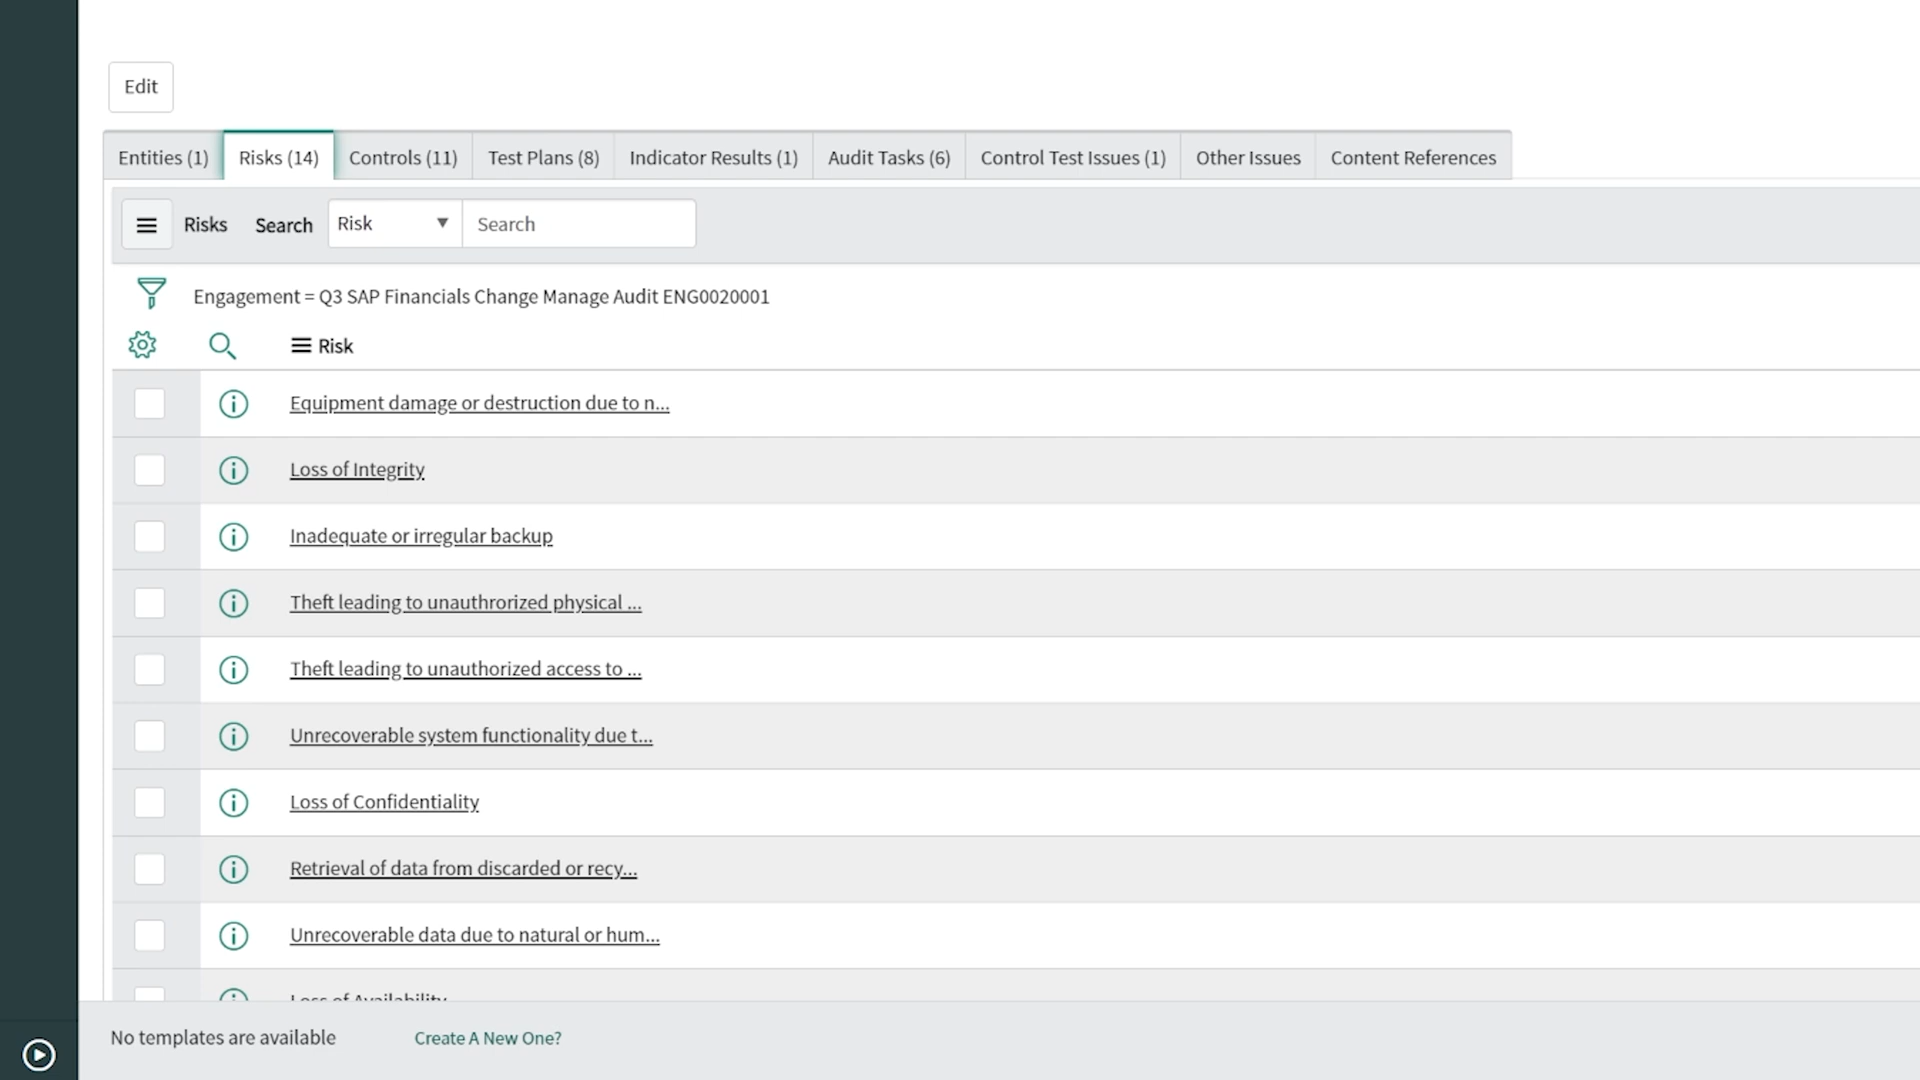 Edit
Entities (1) Risks (14) Controls (11) Test Plans (8) Indicator Results (1) Audit Tasks (6) Control Test Issues (1) Other Issues Content References
Risks Search Risk Search
Engagement = Q3 SAP Financials Change Manage Audit ENG0020001
Risk
Equipment damage or destruction due to n...
Loss of Integrity
Inadequate or irregular backup
Theft leading to unauthrorized physical ...
Theft leading to unauthorized access to ...
Unrecoverable system functionality due t...
Loss of Confidentiality
Retrieval of data from discarded or recy...
Unrecoverable data due to natural or hum...
Loss of Availability
No templates are available Create A New One?